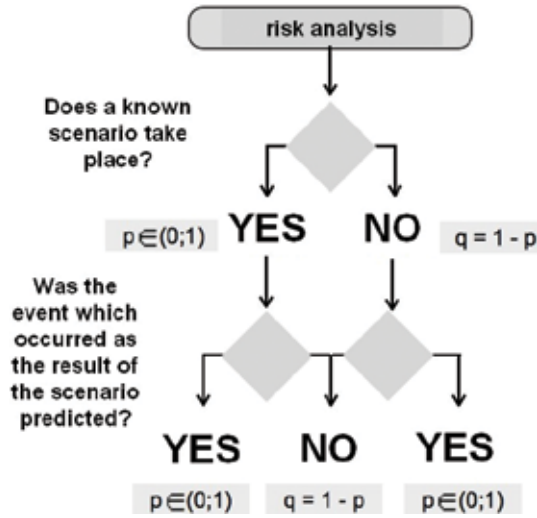 risk analysis
Does a known
scenario take
place?
p∈(0;1)
YES
NO
q = 1 - p
Was the
event which
occurred as
the result of
the scenario
predicted?
YES
NO
YES
p∈(0;1)
q = 1 - p
p∈(0;1)